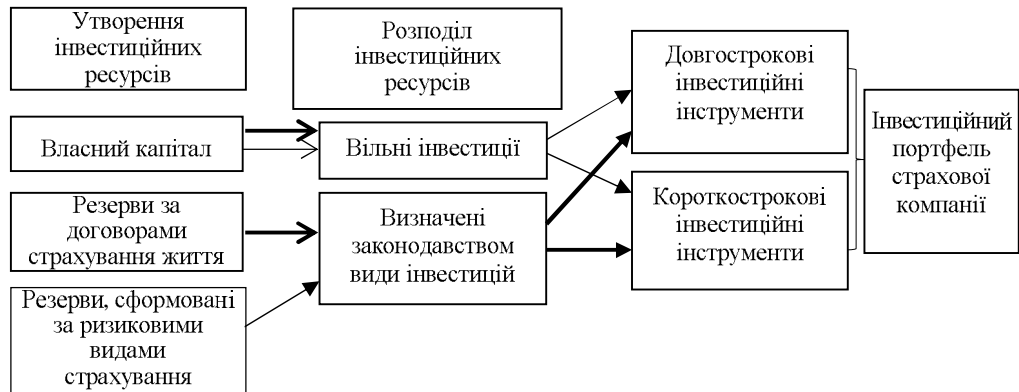 Утворення
інвестиційних
ресурсів
Розподіл
інвестиційних
ресурсів
Довгострокові
інвестиційні
інструменти
Інвестиційний
портфель
страхової
компанії
Власний капітал
Вільні інвестиції
Короткострокові
інвестиційні
інструменти
Резерви за
договорами
страхування життя
Визначені
законодавством
види інвестицій
Резерви, сформовані
за ризиковими
видами
страхування